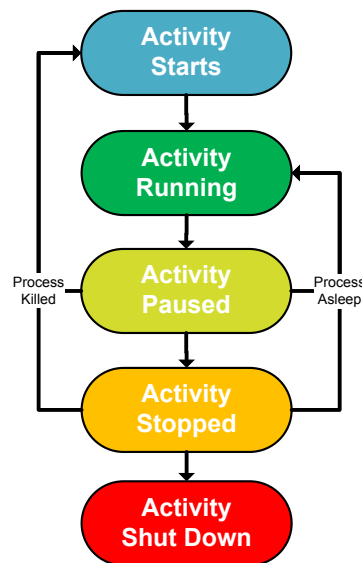 Activity
Starts
Activity
Running
Process
Killed
Activity
Paused
Process
Asleep
Activity
Stopped
Activity
Shut Down